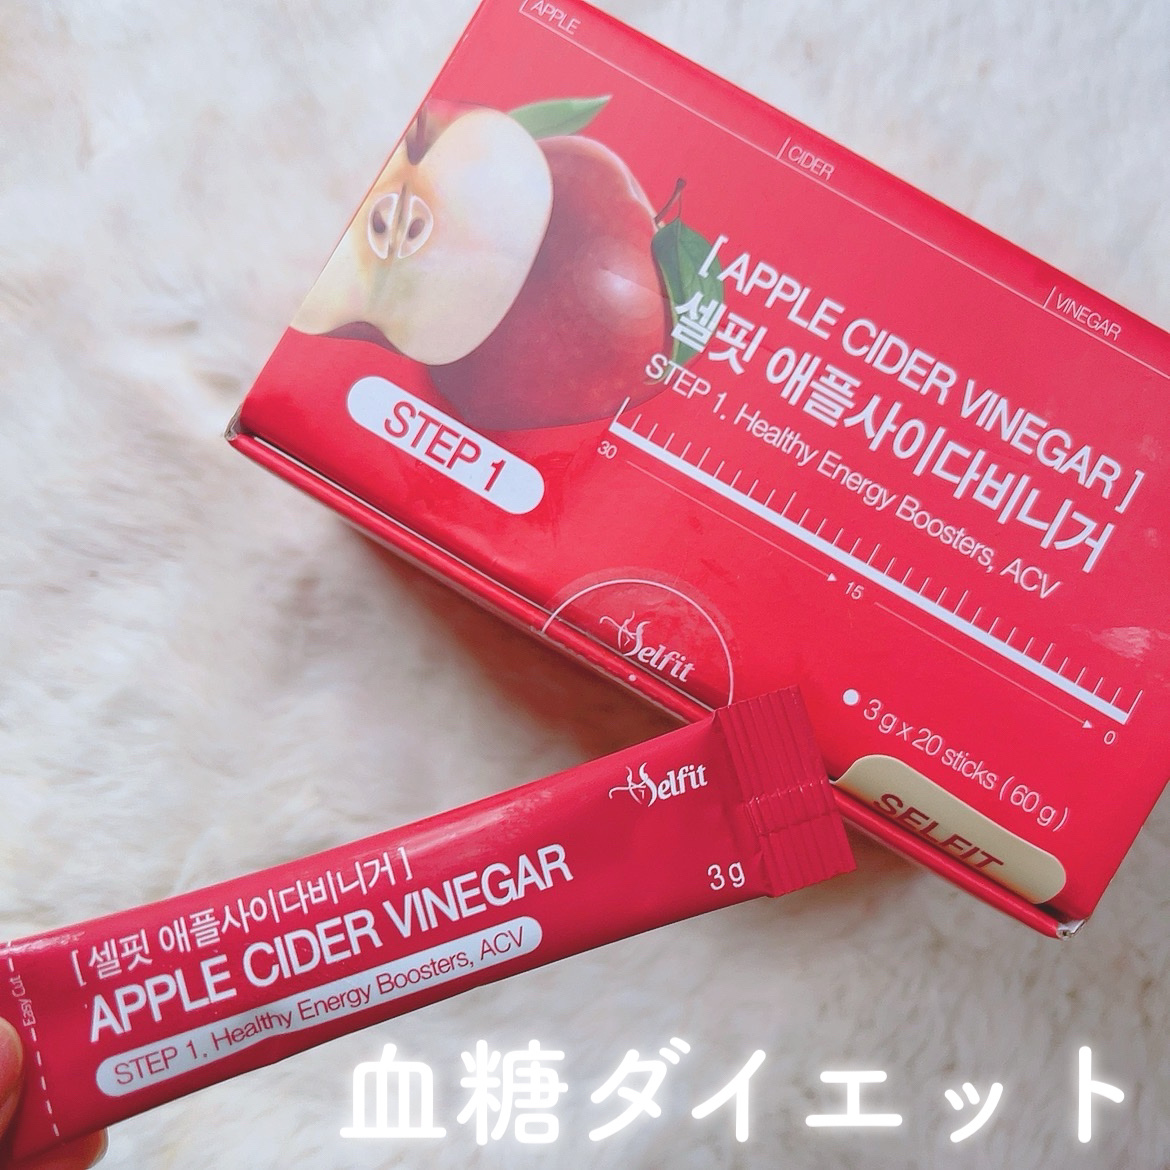 APPLE
CIDER
VINEGAR
[ APPLE CIDER VINEGAR ]
셀핏 애플사이다비니거
STEP 1. Healthy Energy Boosters, ACV
STEP 1
30
15
0
Selfit
3 g x 20 sticks ( 60 g )
SELFIT
Selfit
3 g
[ 셀핏 애플사이다비니거 ]
APPLE CIDER VINEGAR
STEP 1. Healthy Energy Boosters, ACV
Easy Cut
血糖ダイエット